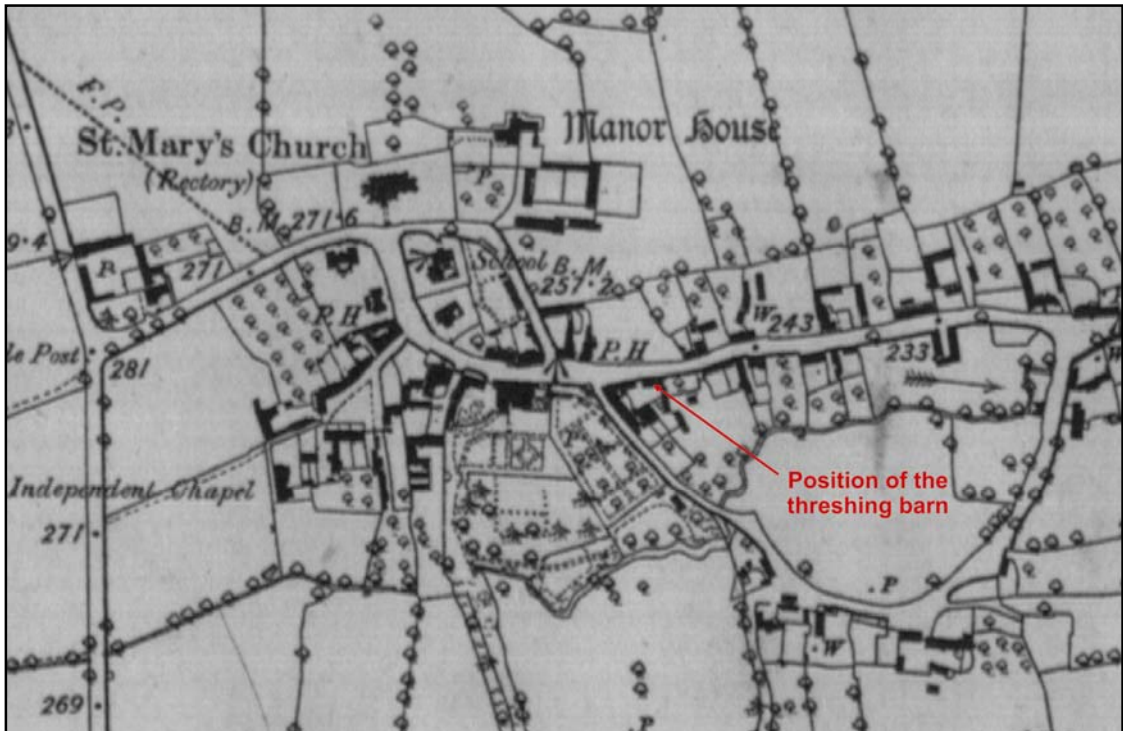 F.P.
St. Mary's Church
(Rectory)
Manor House
P
B.M. 271·6
9·4
P.
271
School
B.M.
257·2
P.H
P.H
W
243
233
le Post
281
Position of the
threshing barn
Independent Chapel
271
P
W
269
P